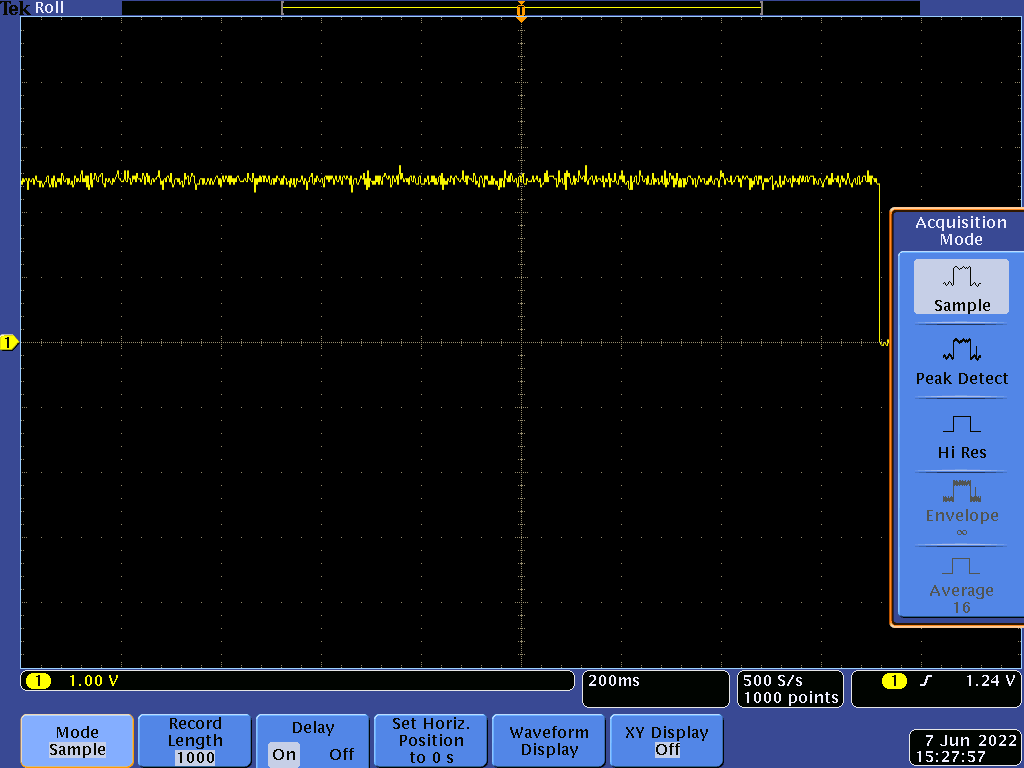 Tek Roll
T
Acquisition
Mode
Sample
1
Peak Detect
Hi Res
Envelope
∞
Average
16
1 1.00 V
200ms
500 S/s
1000 points
1 1.24 V
Mode
Sample
Record
Length
1000
Delay
On Off
Set Horiz.
Position
to 0 s
Waveform
Display
XY Display
Off
7 Jun 2022
15:27:57